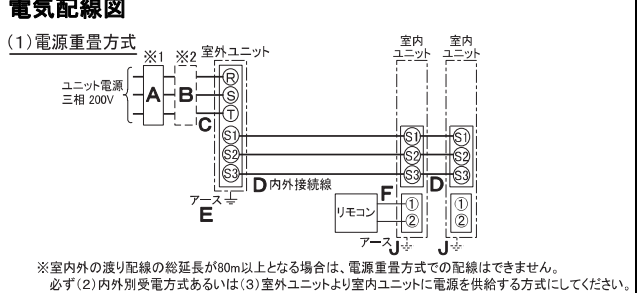 電気配線図
(1)電源重畳方式
※1 ※2 室外ユニット 室内 室内
ユニット ユニット
ユニット電源
三相 200V
A B
R
S
T
C
S1 S1 S1
S2 S2 S2
S3 S3 S3
D内外接続線 F D
アース
E
リモコン
① ①
② ②
アース J J
※室内外の渡り配線の総延長が80m以上となる場合は、電源重畳方式での配線はできません。
必ず(2)内外別受電方式あるいは(3)室外ユニットより室内ユニットに電源を供給する方式にしてください。